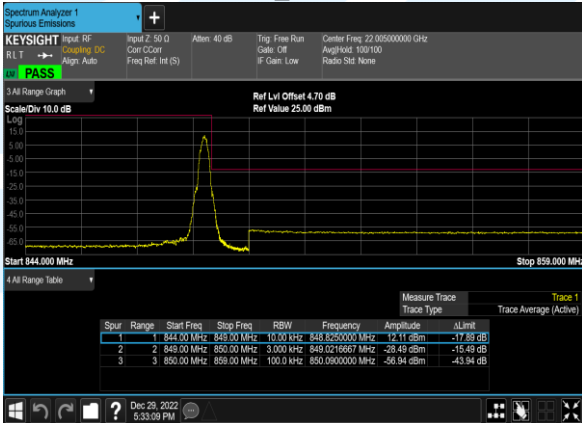 Spectrum Analyzer 1
Spurious Emissions
+
KEYSIGHT Input: RF Input Z: 50 Ω Atten: 40 dB Trig: Free Run Center Freq: 22.005000000 GHz
RLT Coupling: DC Corr CCorr Gate: Off Avg|Hold: 100/100
Align: Auto Freq Ref: Int (S) IF Gain: Low Radio Std: None
PASS
3 All Range Graph
Ref Lvl Offset 4.70 dB
Scale/Div 10.0 dB Ref Value 25.00 dBm
Log
15.0
5.00
-5.00
-15.0
-25.0
-35.0
-45.0
-55.0
-65.0
Start 844.000 MHz Stop 859.000 MHz
4 All Range Table
Measure Trace Trace 1
Trace Type Trace Average (Active)
Spur Range Start Freq Stop Freq RBW Frequency Amplitude ΔLimit
1 1 844.00 MHz 849.00 MHz 10.00 kHz 848.8250000 MHz 12.11 dBm -17.89 dB
2 2 849.00 MHz 850.00 MHz 3.000 kHz 849.0216667 MHz -28.49 dBm -15.49 dB
3 3 850.00 MHz 859.00 MHz 100.0 kHz 850.0900000 MHz -56.94 dBm -43.94 dB
? Dec 29, 2022
5:33:09 PM